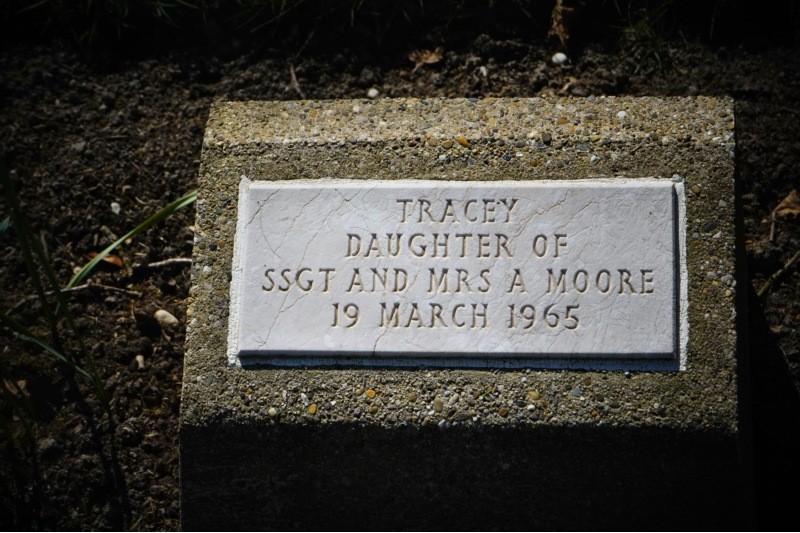 TRACEY
DAUGHTER OF
SSGT AND MRS A MOORE
19 MARCH 1965